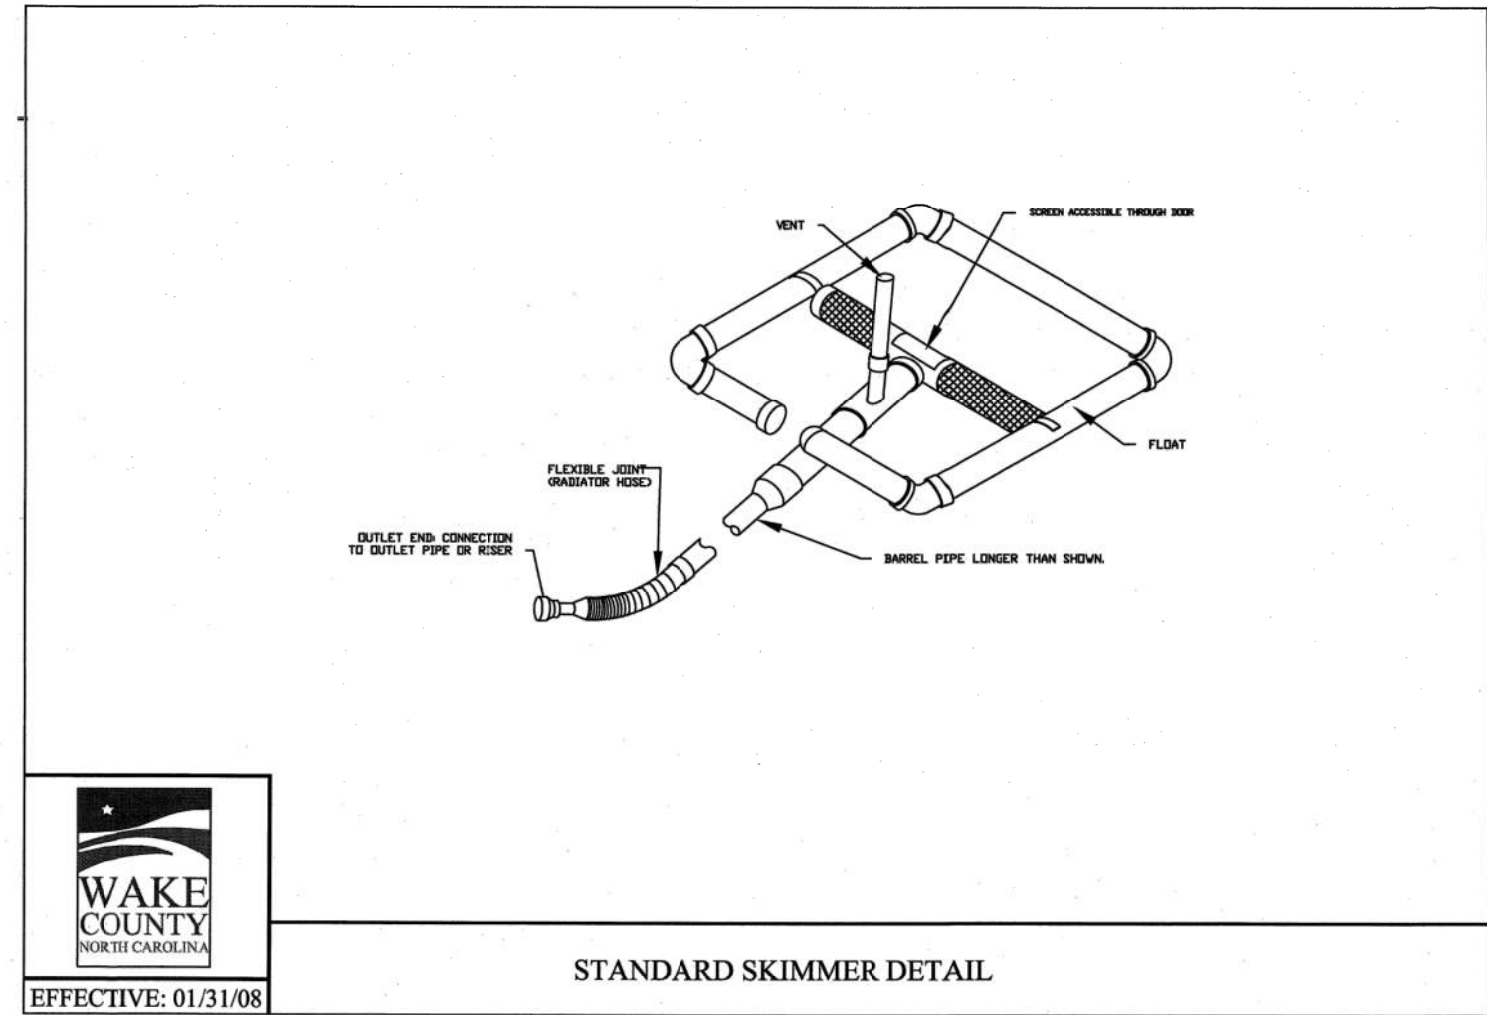 VENT
SCREEN ACCESSIBLE THROUGH DOOR
FLOAT
FLEXIBLE JOINT
(RADIATOR HOSE)
OUTLET END: CONNECTION
TO OUTLET PIPE OR RISER
BARREL PIPE LONGER THAN SHOWN.
WAKE
COUNTY
NORTH CAROLINA
EFFECTIVE: 01/31/08
STANDARD SKIMMER DETAIL